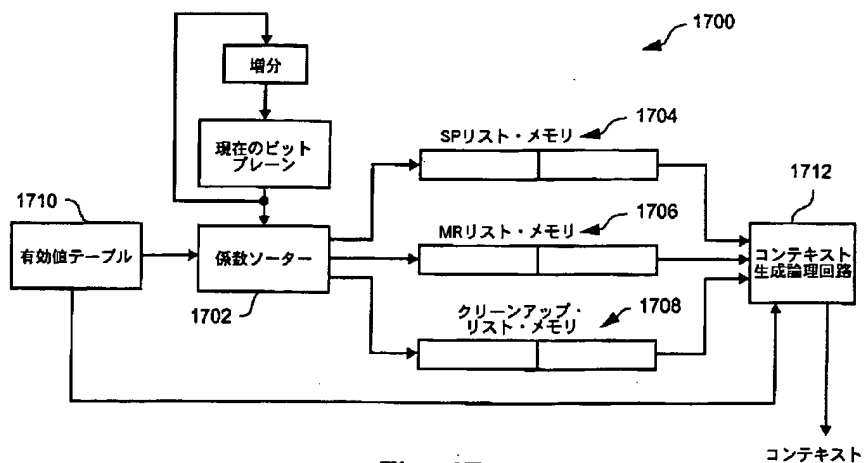 1700
増分
現在のビット
プレーン
SPリスト・メモリ
1704
1710
有効値テーブル
係数ソーター
1702
MRリスト・メモリ
1706
1712
コンテキスト
生成論理回路
クリーンアップ・
リスト・メモリ
1708
コンテキスト